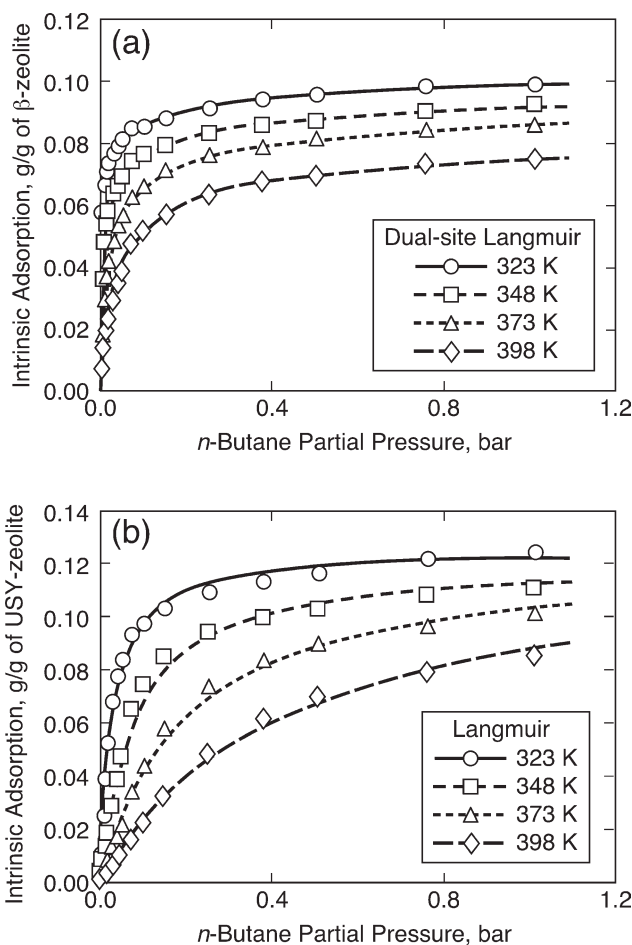 (a)
Intrinsic Adsorption, g/g of β-zeolite
0.12
0.10
0.08
0.06
0.04
0.02
0.00
Dual-site Langmuir
323 K
348 K
373 K
398 K
0.0 0.4 0.8 1.2
n-Butane Partial Pressure, bar
(b)
Intrinsic Adsorption, g/g of USY-zeolite
0.14
0.12
0.10
0.08
0.06
0.04
0.02
0.00
Langmuir
323 K
348 K
373 K
398 K
0.0 0.4 0.8 1.2
n-Butane Partial Pressure, bar